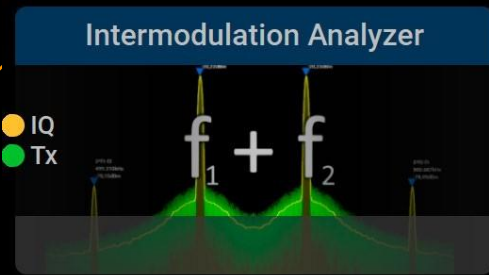 Intermodulation Analyzer
IQ
Tx
f1 + f2